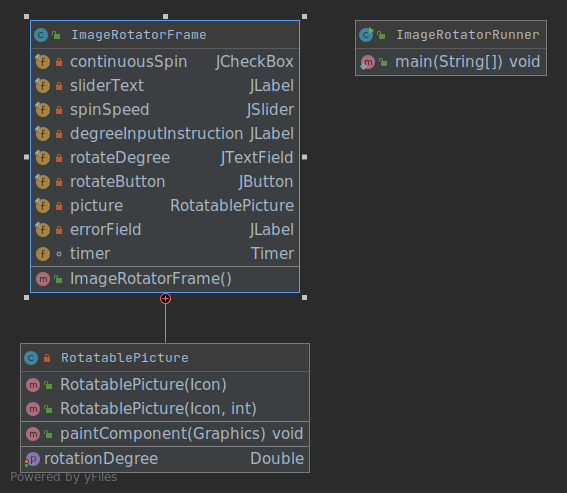 ImageRotatorFrame
continuousSpin JCheckBox
sliderText JLabel
spinSpeed JSlider
degreeInputInstruction JLabel
rotateDegree JTextField
rotateButton JButton
picture RotatablePicture
errorField JLabel
timer Timer
ImageRotatorFrame()
ImageRotatorRunner
main(String[]) void
RotatablePicture
RotatablePicture(Icon)
RotatablePicture(Icon, int)
paintComponent(Graphics) void
rotationDegree Double
Powered by yFiles